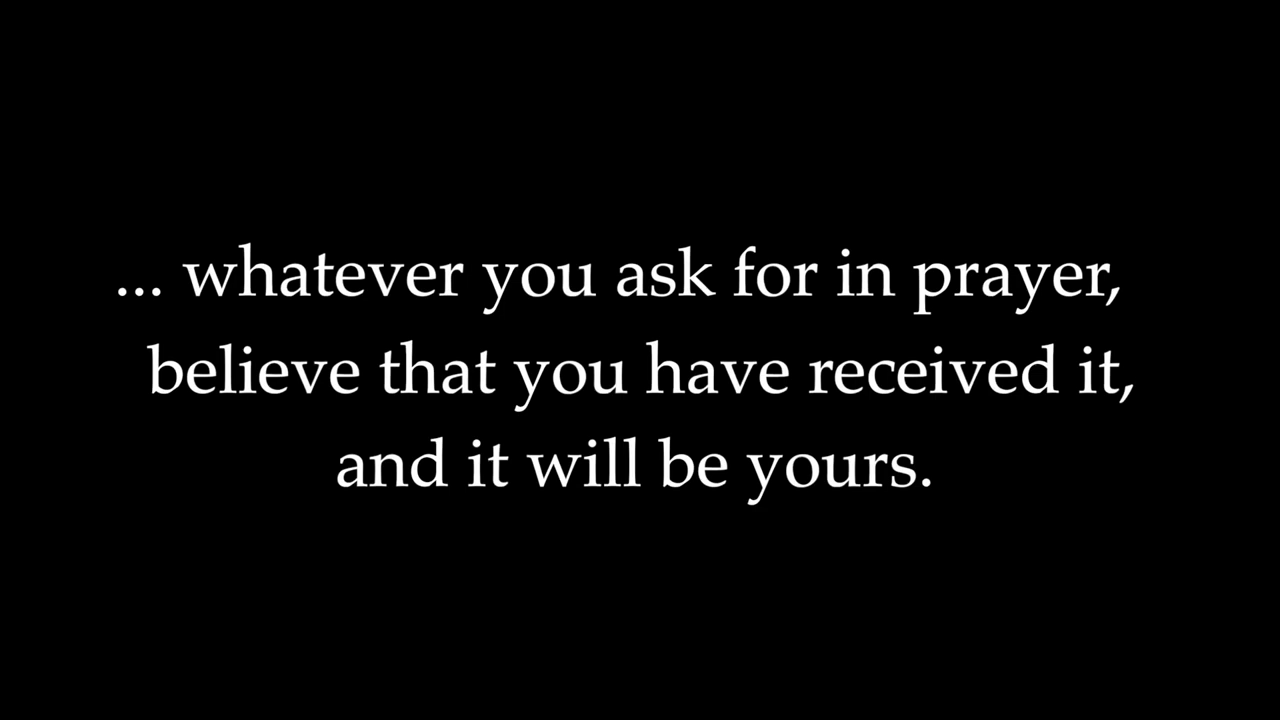 ... whatever you ask for in prayer,
believe that you have received it,
and it will be yours.